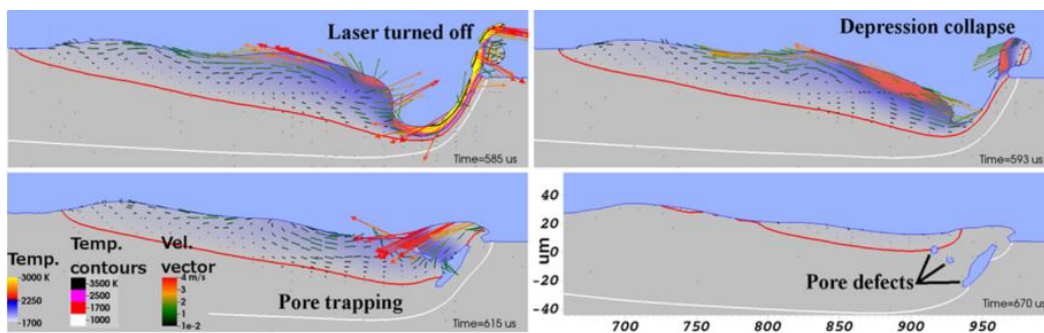 Laser turned off
Time=585 us
Depression collapse
Time=593 us
Temp.
3000 K
2250
1700
Temp.
contours
3500K
2500
1700
1000
Vel.
vector
4 m/s
3
2
1
1e-2
Pore trapping
Time=615 us
um
40
20
0
-20
-40
700
750
800
850
900
950
Pore defects
Time=670 us